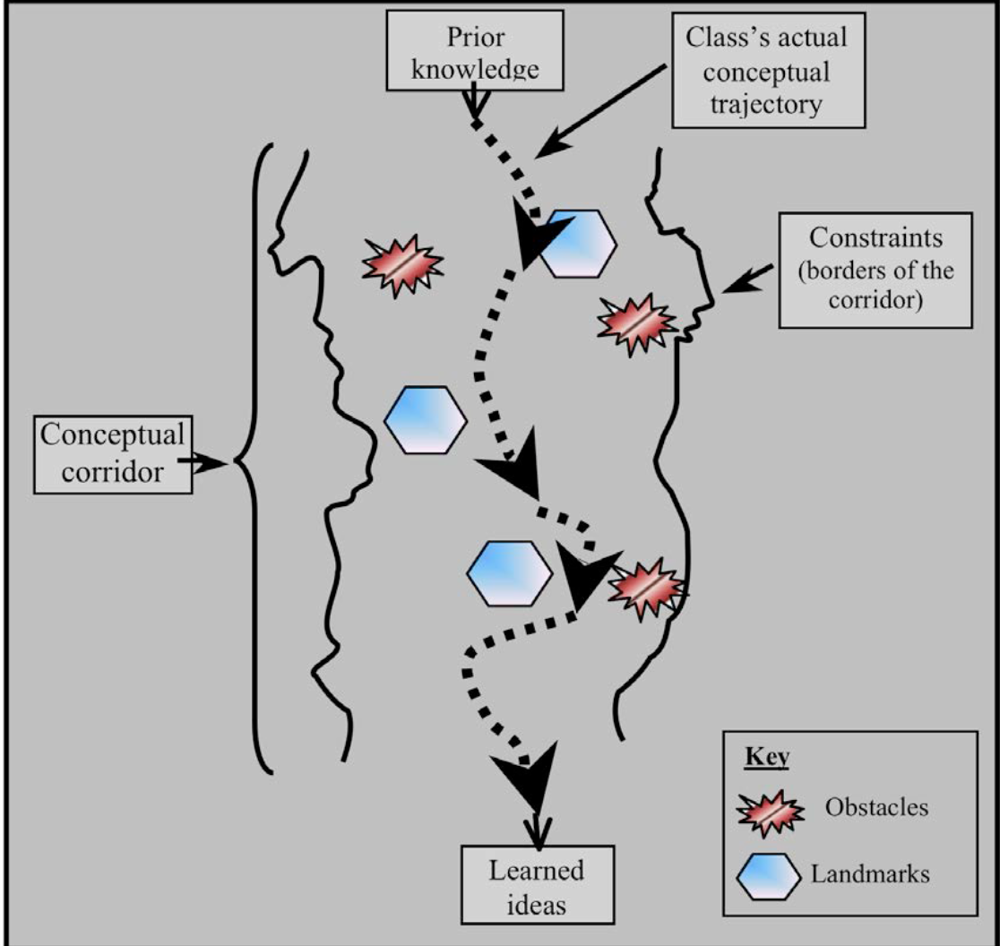 Prior
knowledge
Class’s actual
conceptual
trajectory
Constraints
(borders of the
corridor)
Conceptual
corridor
Key
Obstacles
Landmarks
Learned
ideas